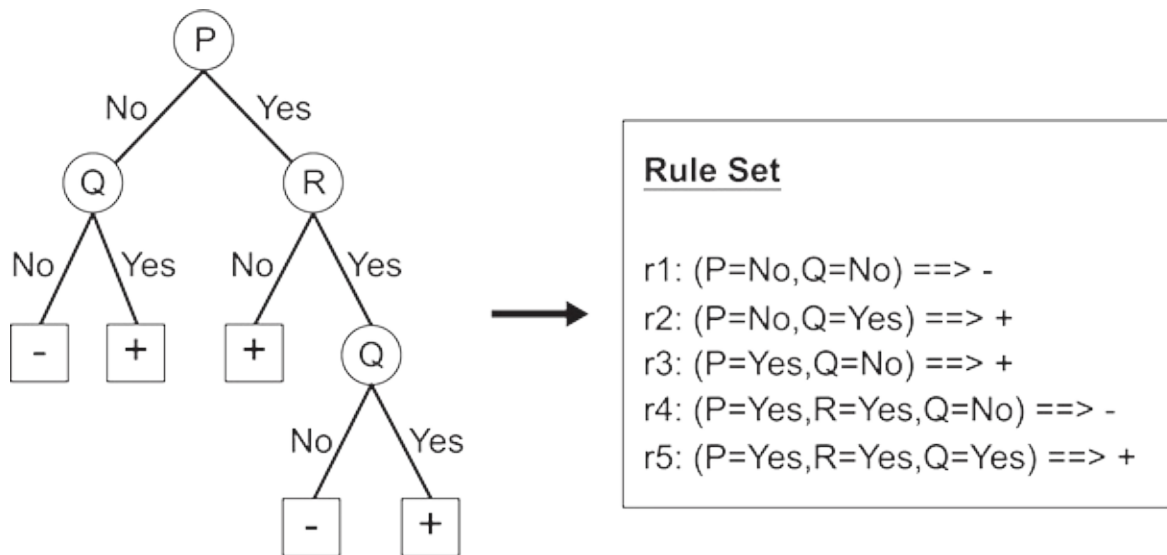 P
No Yes
Q R
No Yes No Yes
- + + Q
No Yes
- +
Rule Set
r1: (P=No,Q=No) ==> -
r2: (P=No,Q=Yes) ==> +
r3: (P=Yes,Q=No) ==> +
r4: (P=Yes,R=Yes,Q=No) ==> -
r5: (P=Yes,R=Yes,Q=Yes) ==> +